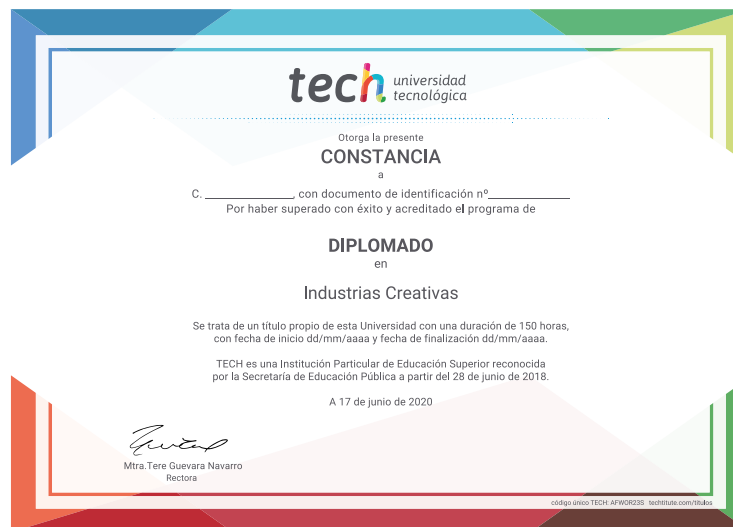 tech universidad
tecnológica
Otorga la presente
CONSTANCIA
a
C. ______________, con documento de identificación nº_____________
Por haber superado con éxito y acreditado el programa de
DIPLOMADO
en
Industrias Creativas
Se trata de un título propio de esta Universidad con una duración de 150 horas,
con fecha de inicio dd/mm/aaaa y fecha de finalización dd/mm/aaaa.
TECH es una Institución Particular de Educación Superior reconocida
por la Secretaría de Educación Pública a partir del 28 de junio de 2018.
A 17 de junio de 2020
Mtra.Tere Guevara Navarro
Rectora
código único TECH: AFWOR23S techtitute.com/titulos